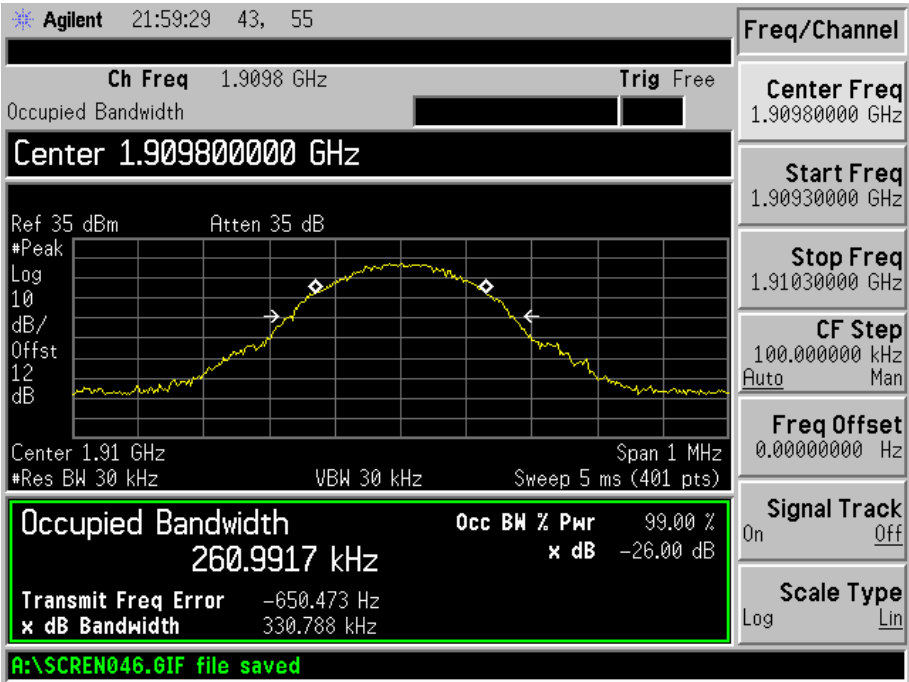 Agilent 21:59:29 43, 55
Freq/Channel
Ch Freq 1.9098 GHz Trig Free
Occupied Bandwidth
Center 1.909800000 GHz
Ref 35 dBm Atten 35 dB
#Peak
Log
10
dB/
Offst
12
dB
Center 1.91 GHz Span 1 MHz
#Res BW 30 kHz VBW 30 kHz Sweep 5 ms (401 pts)
Occupied Bandwidth Occ BW % Pwr 99.00 %
260.9917 kHz x dB -26.00 dB
Transmit Freq Error -650.473 Hz
x dB Bandwidth 330.788 kHz
A:\SCREN046.GIF file saved
Center Freq
1.90980000 GHz
Start Freq
1.90930000 GHz
Stop Freq
1.91030000 GHz
CF Step
100.000000 kHz
Auto Man
Freq Offset
0.00000000 Hz
Signal Track
On Off
Scale Type
Log Lin